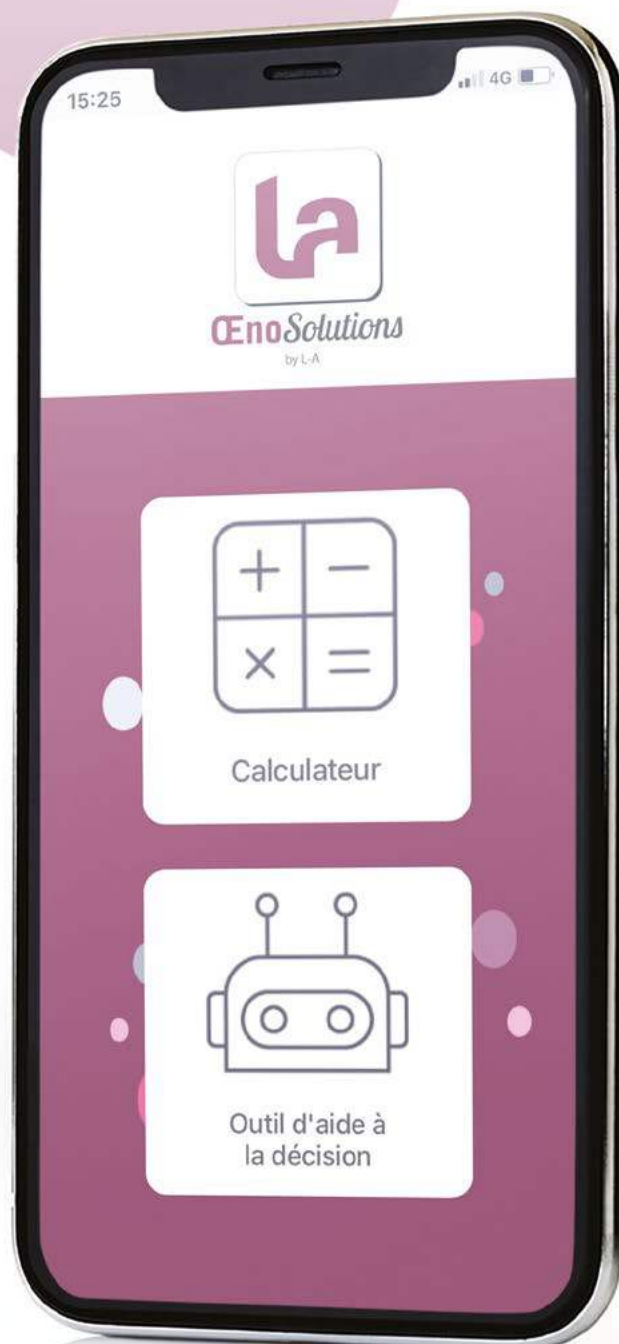 15:25
4G
La
ŒnoSolutions
by L-A
Calculateur
Outil d'aide à
la décision